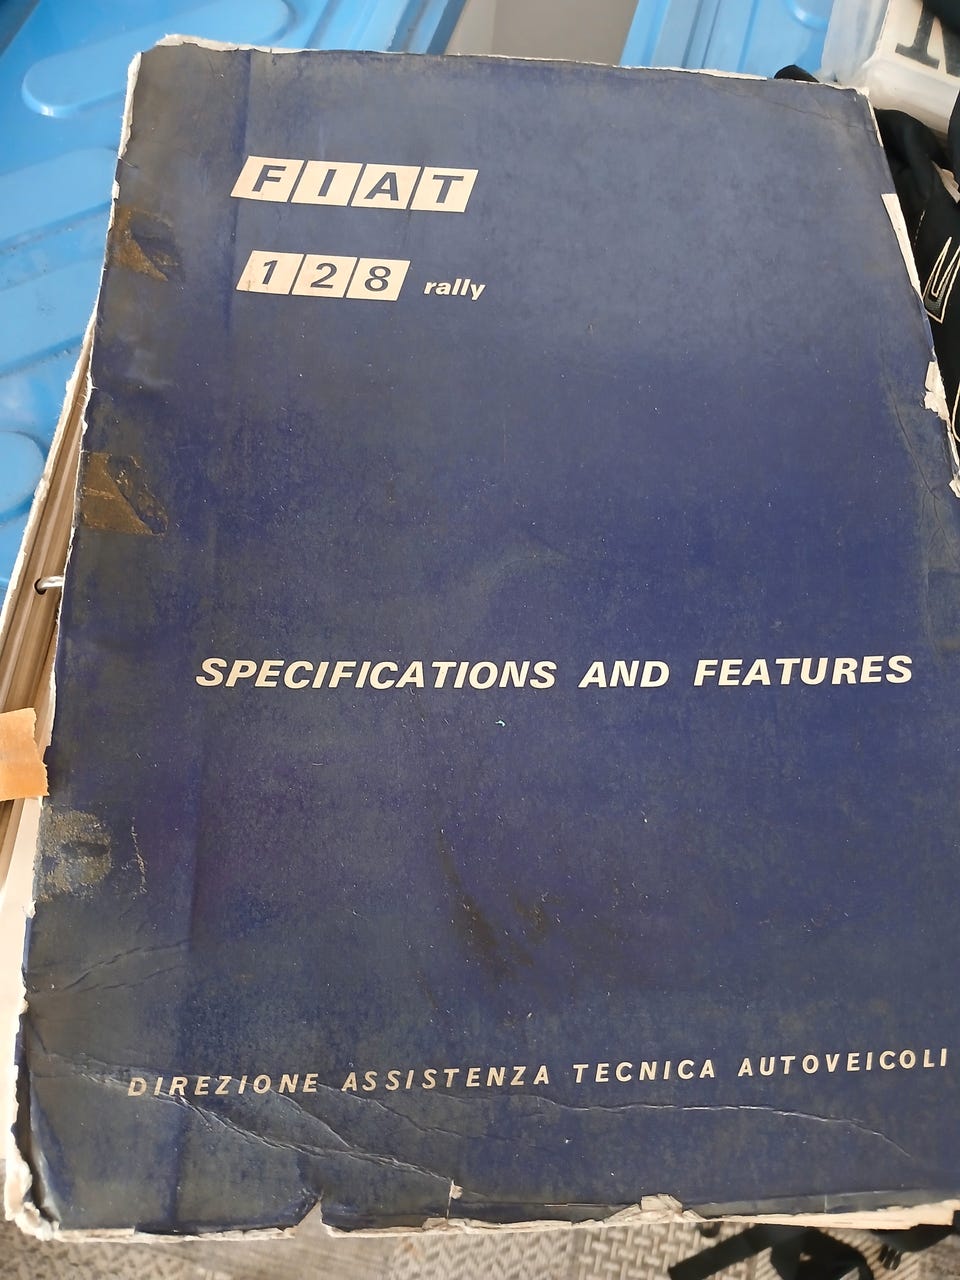 FIAT
128 rally
SPECIFICATIONS AND FEATURES
DIREZIONE ASSISTENZA TECNICA AUTOVEICOLI